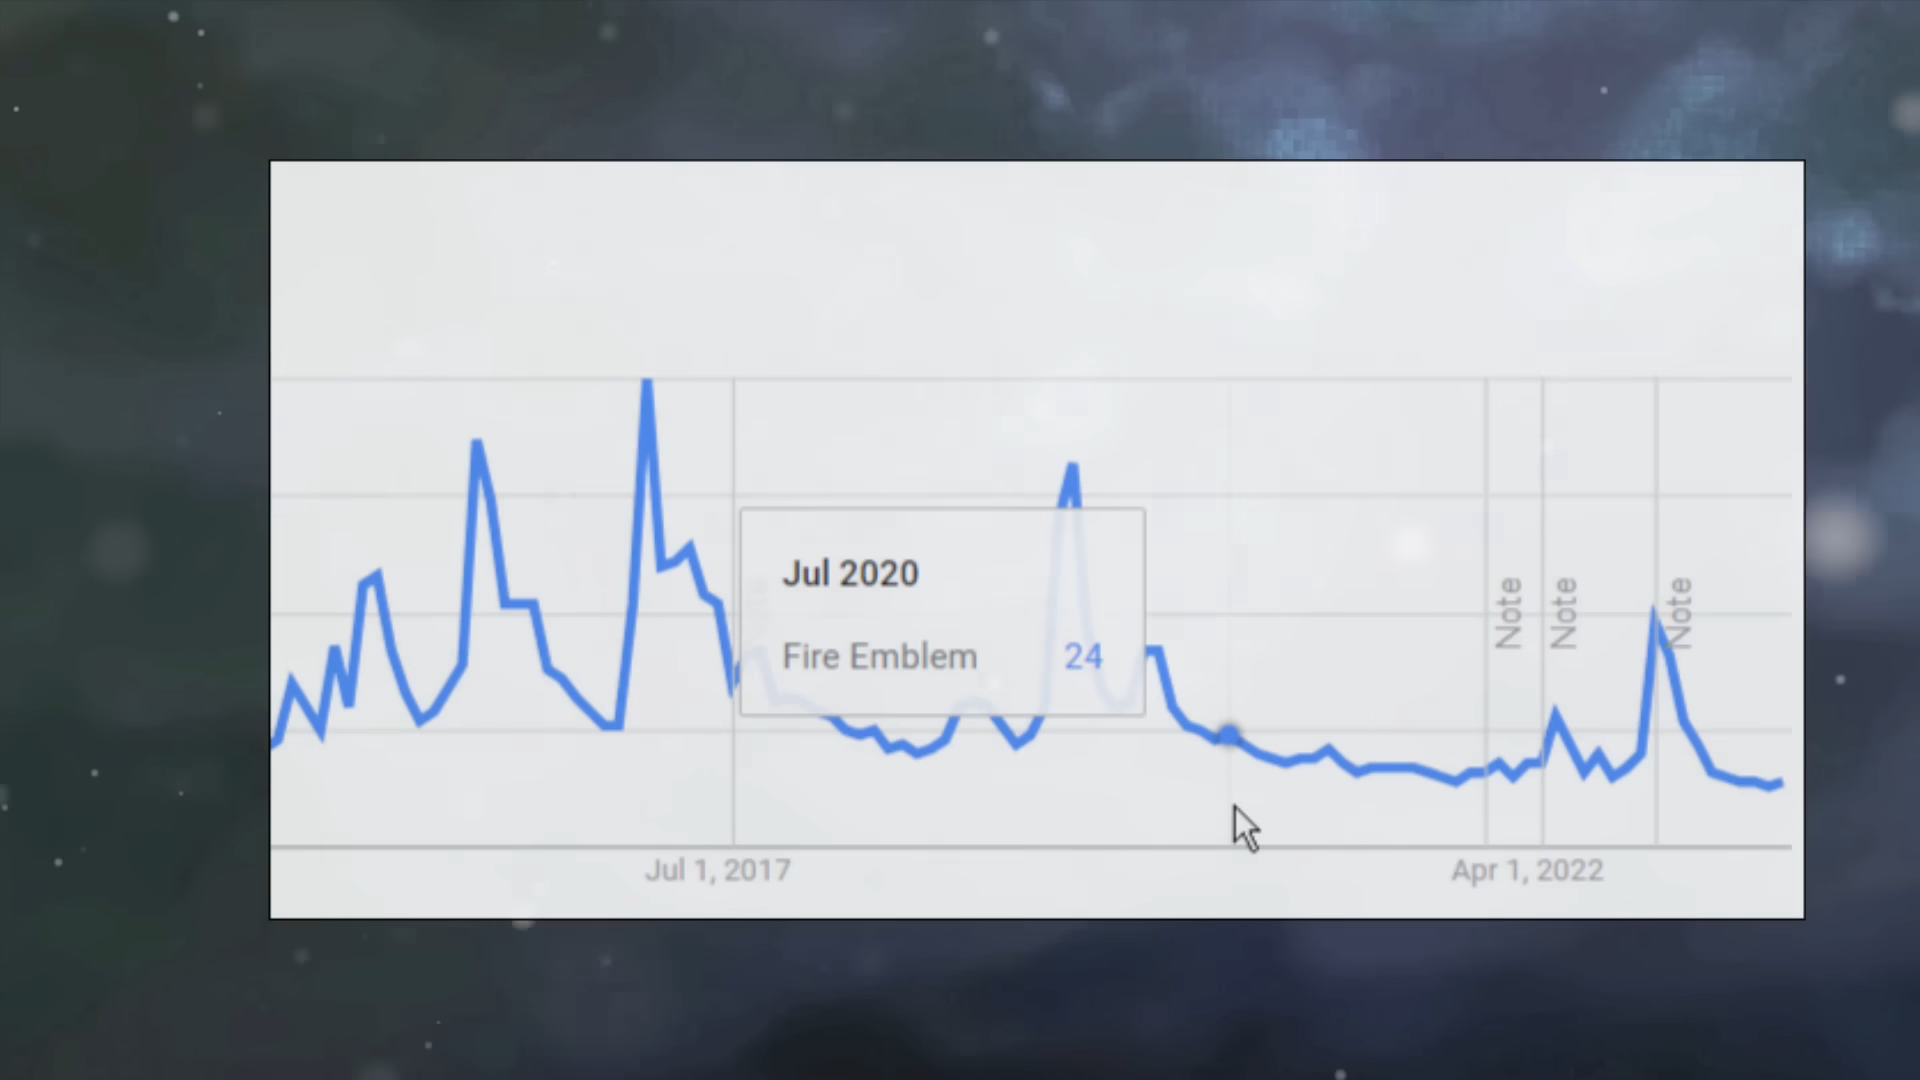 Jul 2020
Fire Emblem 24
Note
Note
Note
Jul 1, 2017
Apr 1, 2022